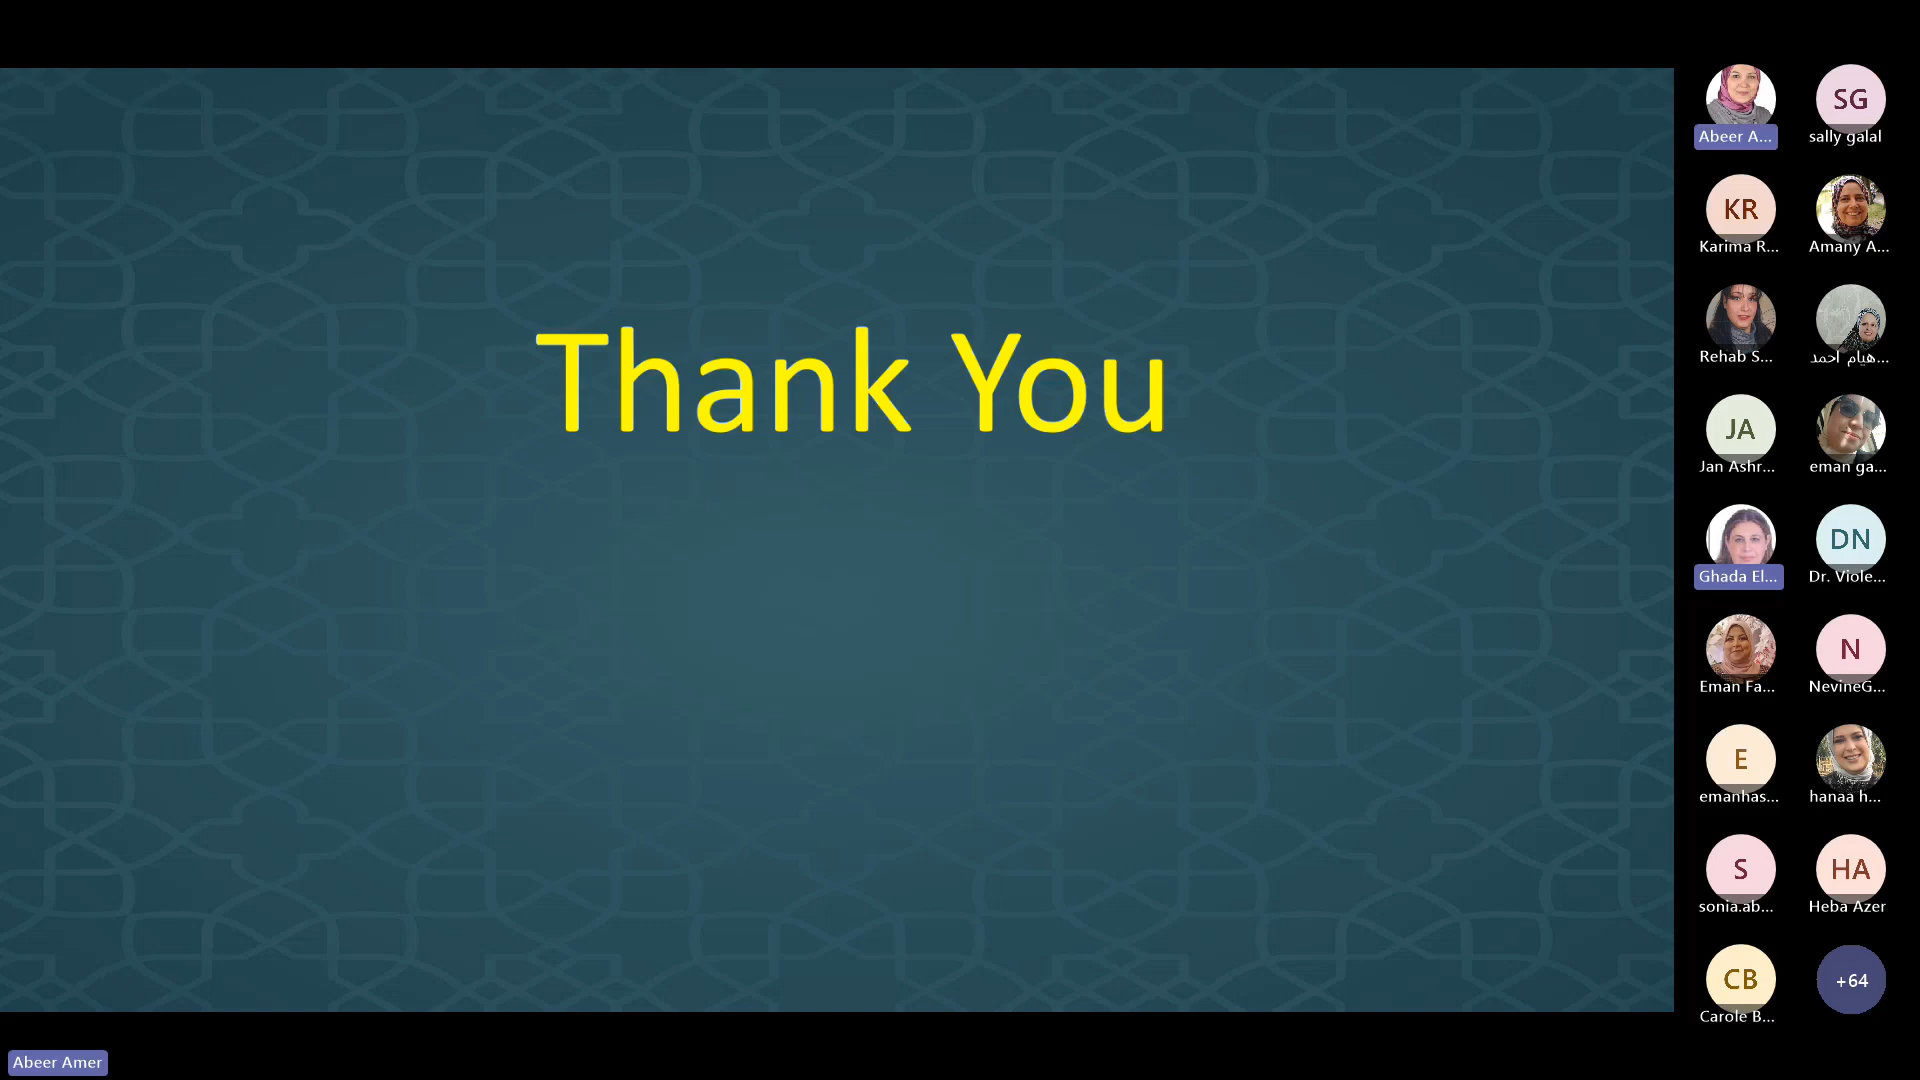 Thank You
Abeer A...
SG
sally galal
KR
Karima R...
Amany A...
Rehab S...
هيام احمد...
JA
Jan Ashr...
eman ga...
Ghada El...
DN
Dr. Viole...
Eman Fa...
N
NevineG...
E
emanhas...
hanaa h...
S
sonia.ab...
HA
Heba Azer
CB
Carole B...
+64
Abeer Amer